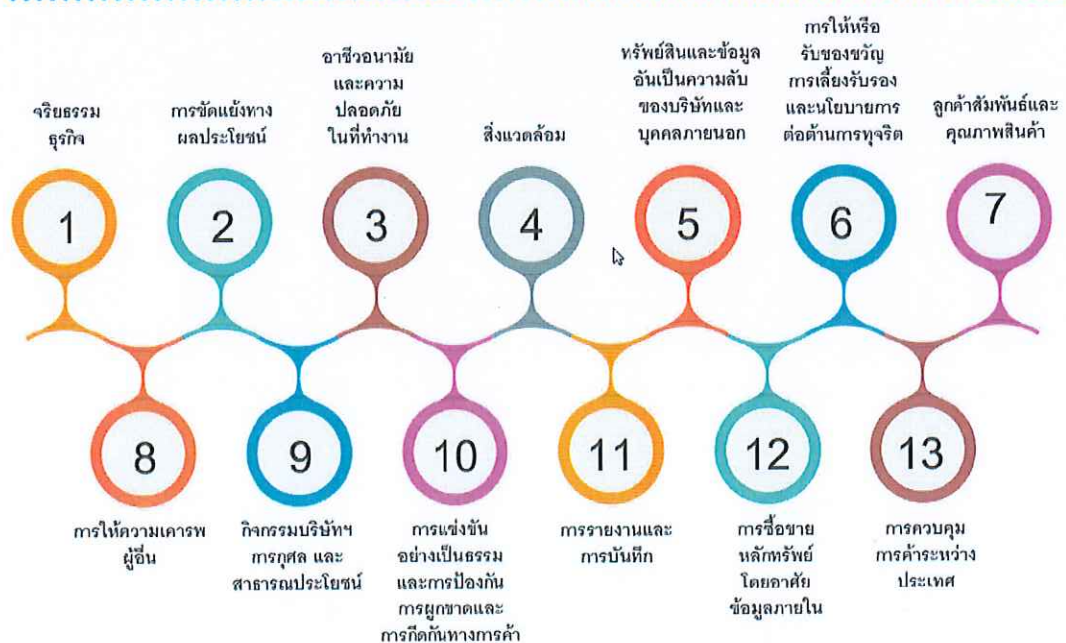 จริยธรรม
ธุรกิจ
การขัดแย้งทาง
ผลประโยชน์
อาชีวอนามัย
และความ
ปลอดภัย
ในที่ทำงาน
สิ่งแวดล้อม
ทรัพย์สินและข้อมูล
อันเป็นความลับ
ของบริษัทและ
บุคคลภายนอก
การให้หรือ
รับของขวัญ
การเลี้ยงรับรอง
และนโยบายการ
ต่อต้านการทุจริต
ลูกค้าสัมพันธ์และ
คุณภาพสินค้า
1
2
3
4
5
6
7
8
9
10
11
12
13
การให้ความเคารพ
ผู้อื่น
กิจกรรมบริษัทฯ
การกุศล และ
สาธารณประโยชน์
การแข่งขัน
อย่างเป็นธรรม
และการป้องกัน
การผูกขาดและ
การกีดกันทางการค้า
การรายงานและ
การบันทึก
การซื้อขาย
หลักทรัพย์
โดยอาศัย
ข้อมูลภายใน
การควบคุม
การค้าระหว่าง
ประเทศ